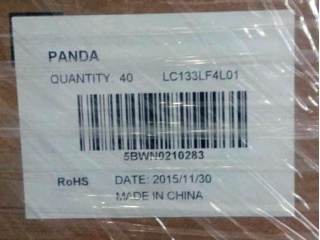 PANDA
QUANTITY: 40 LC133LF4L01
5BWN0210283
RoHS DATE: 2015/11/30
MADE IN CHINA